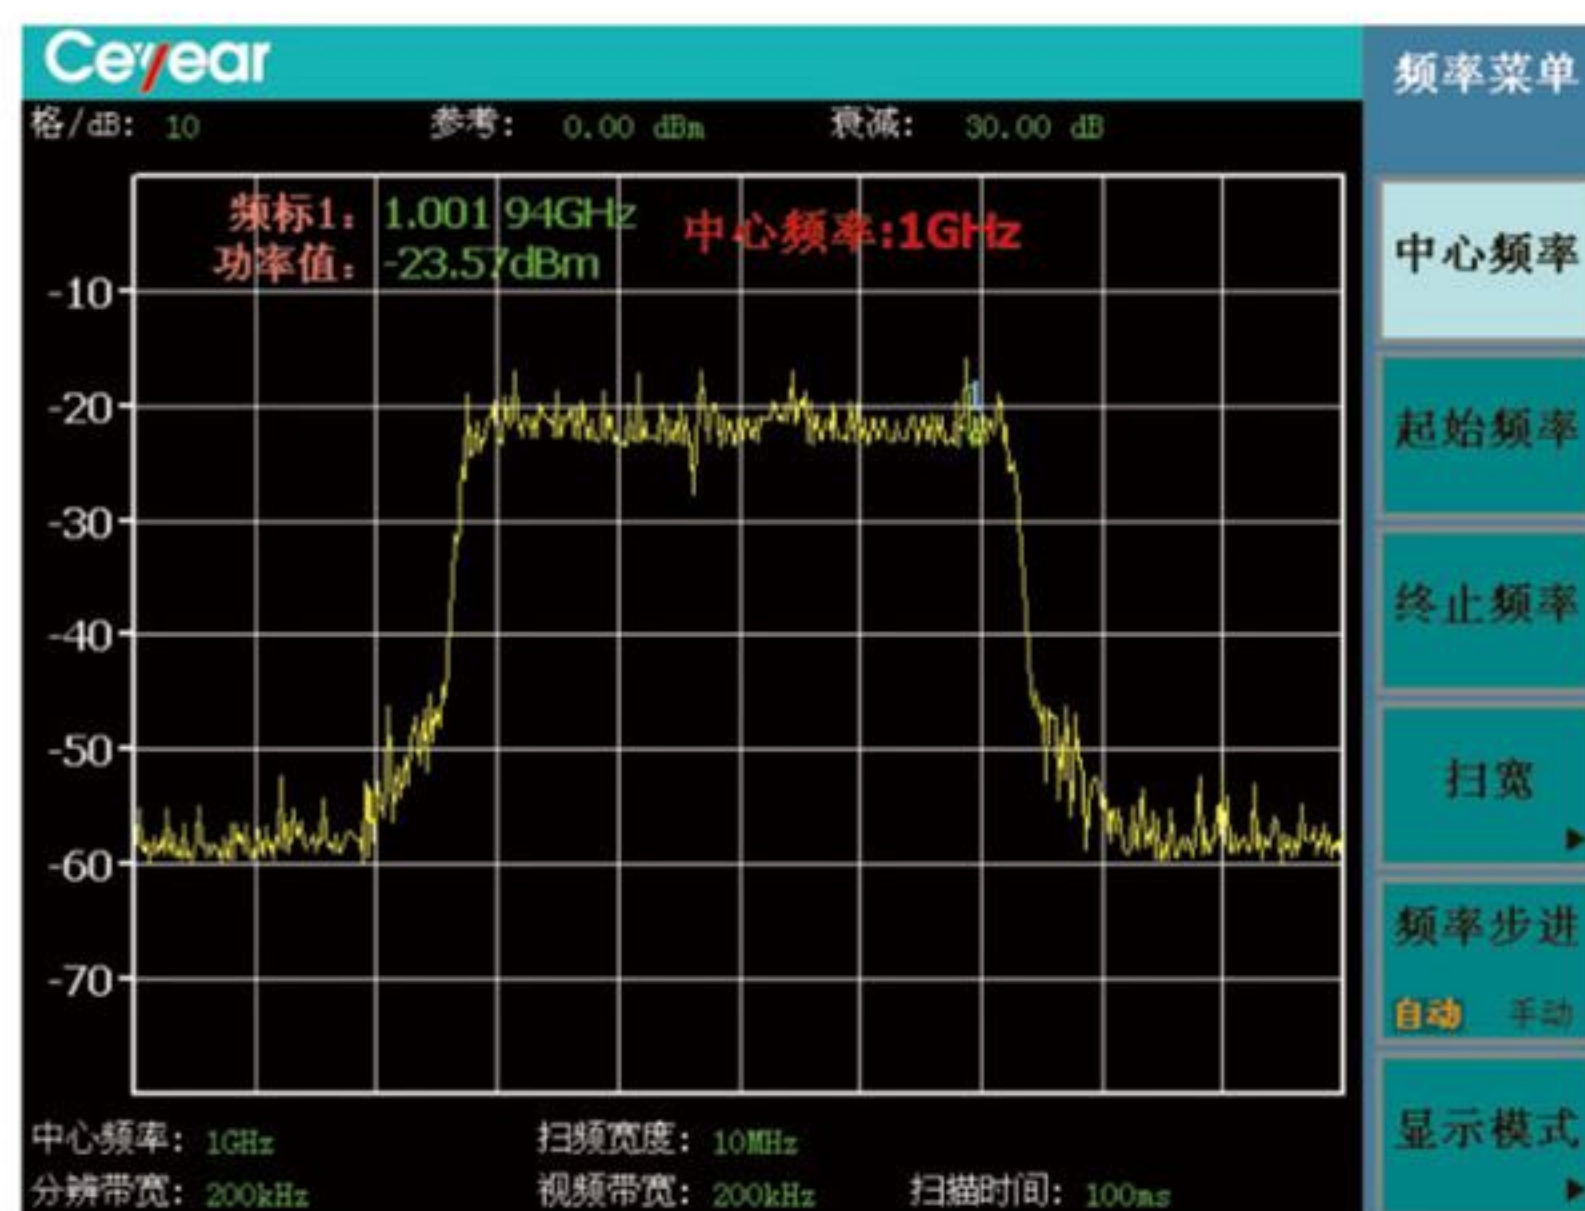 Ceyear
频率菜单
格/dB: 10 参考: 0.00 dBm 衰减: 30.00 dB
频标1: 1.001 94GHz
功率值: -23.57dBm
中心频率:1GHz
1
-10
-20
-30
-40
-50
-60
-70
中心频率: 1GHz 扫频宽度: 10MHz
分辨带宽: 200kHz 视频带宽: 200kHz 扫描时间: 100ms
中心频率
起始频率
终止频率
扫宽
频率步进
自动 手动
显示模式